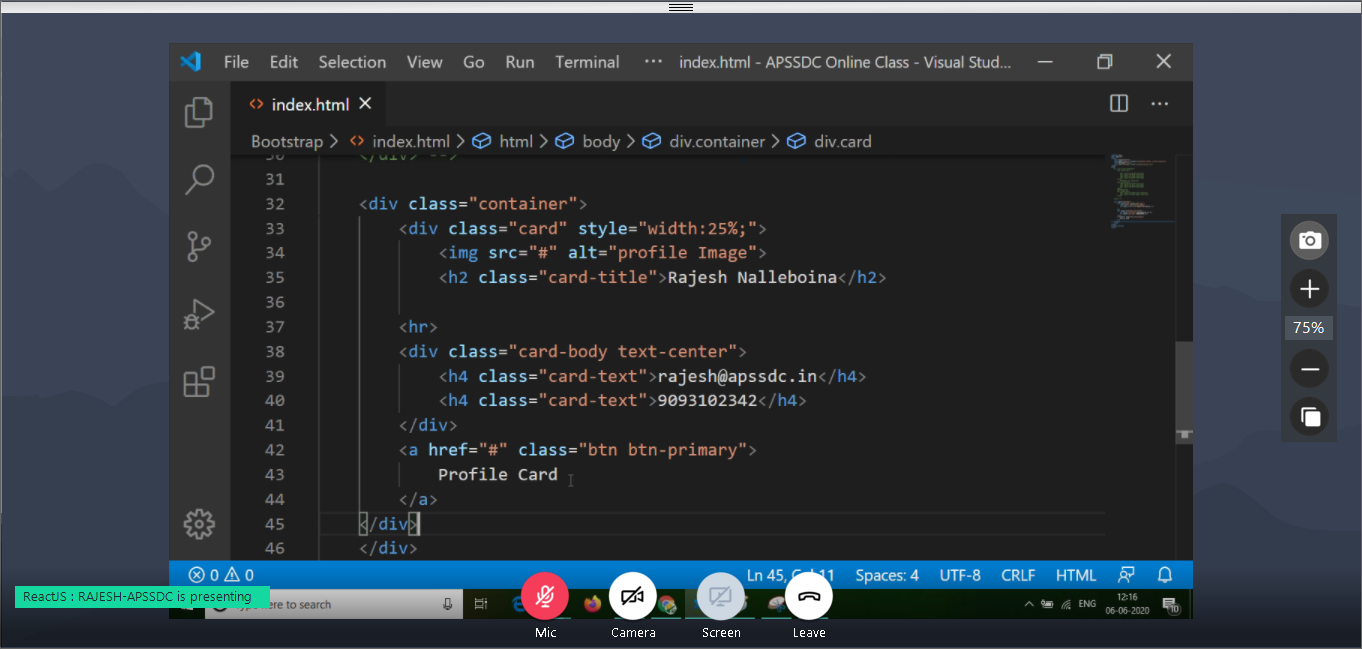 File Edit Selection View Go Run Terminal ··· index.html - APSSDC Online Class - Visual Stud...
index.html
Bootstrap > index.html > html > body > div.container > div.card
31
32 <div class="container">
33 <div class="card" style="width:25%;">
34 <img src="#" alt="profile Image">
35 <h2 class="card-title">Rajesh Nalleboina</h2>
36
37 <hr>
38 <div class="card-body text-center">
39 <h4 class="card-text">rajesh@apssdc.in</h4>
40 <h4 class="card-text">9093102342</h4>
41 </div>
42 <a href="#" class="btn btn-primary">
43 Profile Card
44 </a>
45 </div>
46 </div>
75%
0 0 Ln 45, 11 Spaces: 4 UTF-8 CRLF HTML
ReactJS : RAJESH-APSSDC is presenting
here to search
ENG
12:16
06-06-2020
10
Mic Camera Screen Leave